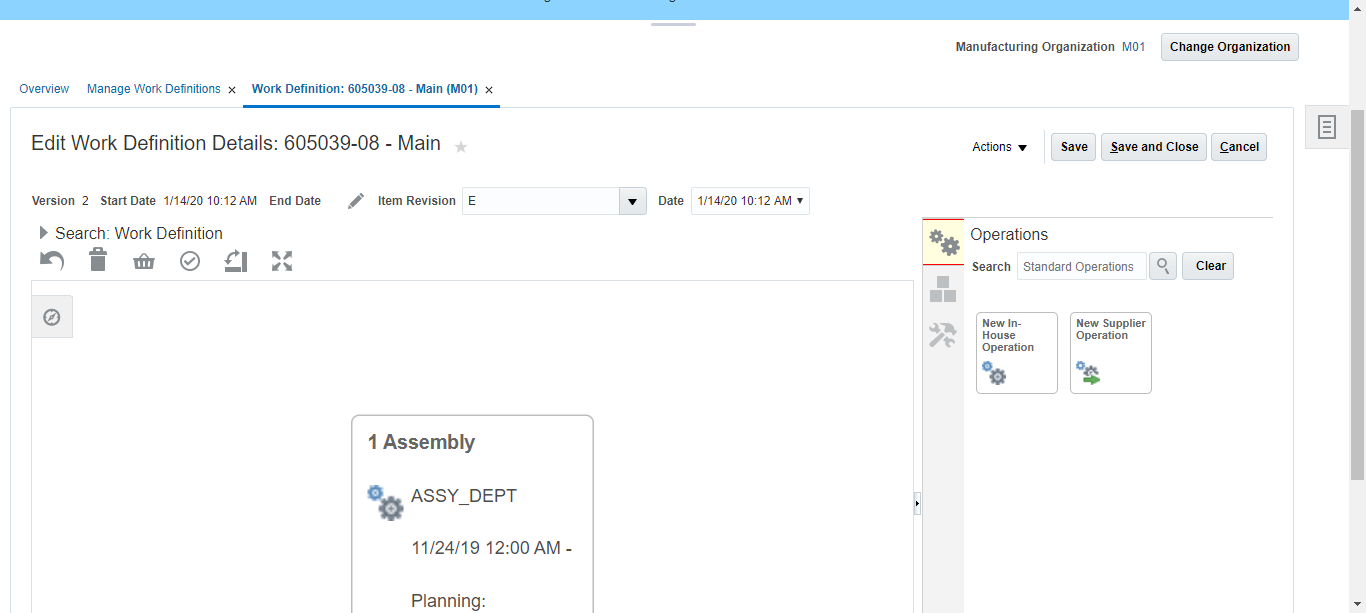 Manufacturing Organization M01 Change Organization
Overview Manage Work Definitions × Work Definition: 605039-08 - Main (M01) ×
Edit Work Definition Details: 605039-08 - Main
Actions Save Save and Close Cancel
Version 2 Start Date 1/14/20 10:12 AM End Date Item Revision E Date 1/14/20 10:12 AM
Search: Work Definition
Operations
Search Standard Operations Clear
New In-
House
Operation
New Supplier
Operation
1 Assembly
ASSY_DEPT
11/24/19 12:00 AM -
Planning: